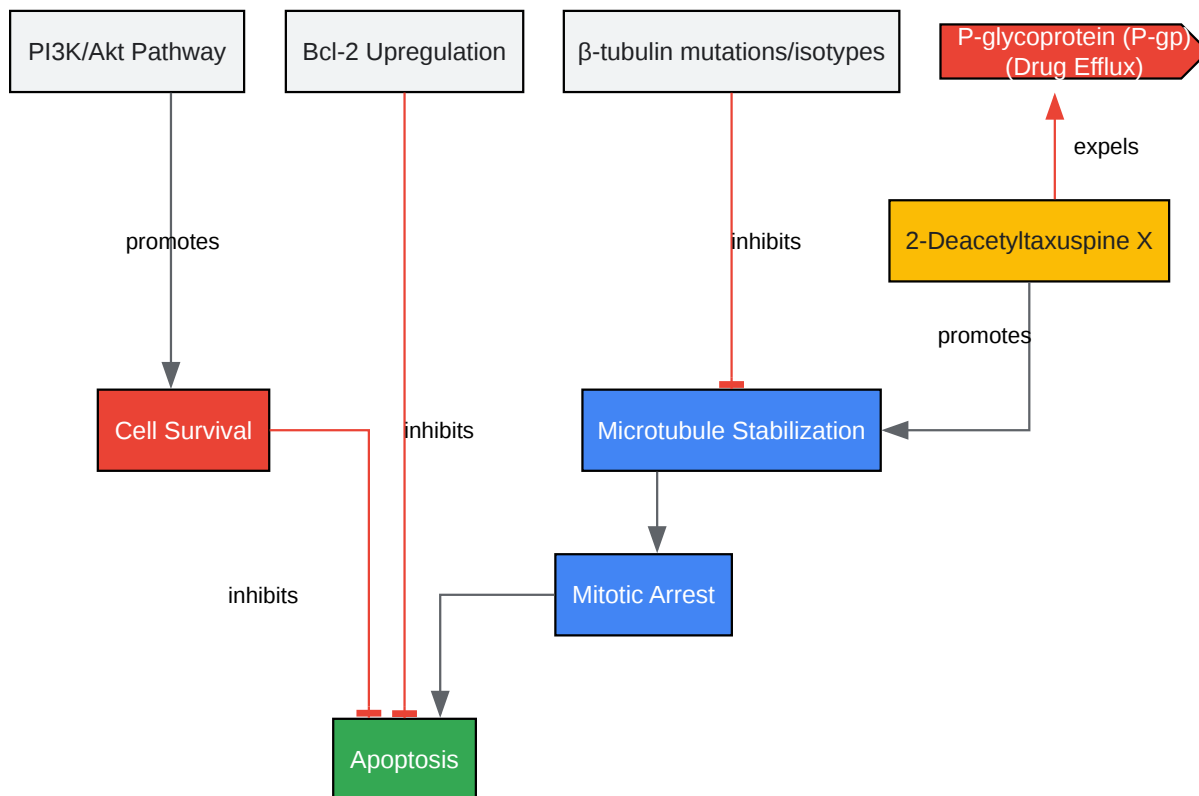 PI3K/Akt Pathway
Bcl-2 Upregulation
β-tubulin mutations/isotypes
P-glycoprotein (P-gp)
(Drug Efflux)
expels
promotes
inhibits
2-Deacetyltaxuspine X
promotes
Cell Survival
inhibits
Microtubule Stabilization
inhibits
Mitotic Arrest
Apoptosis